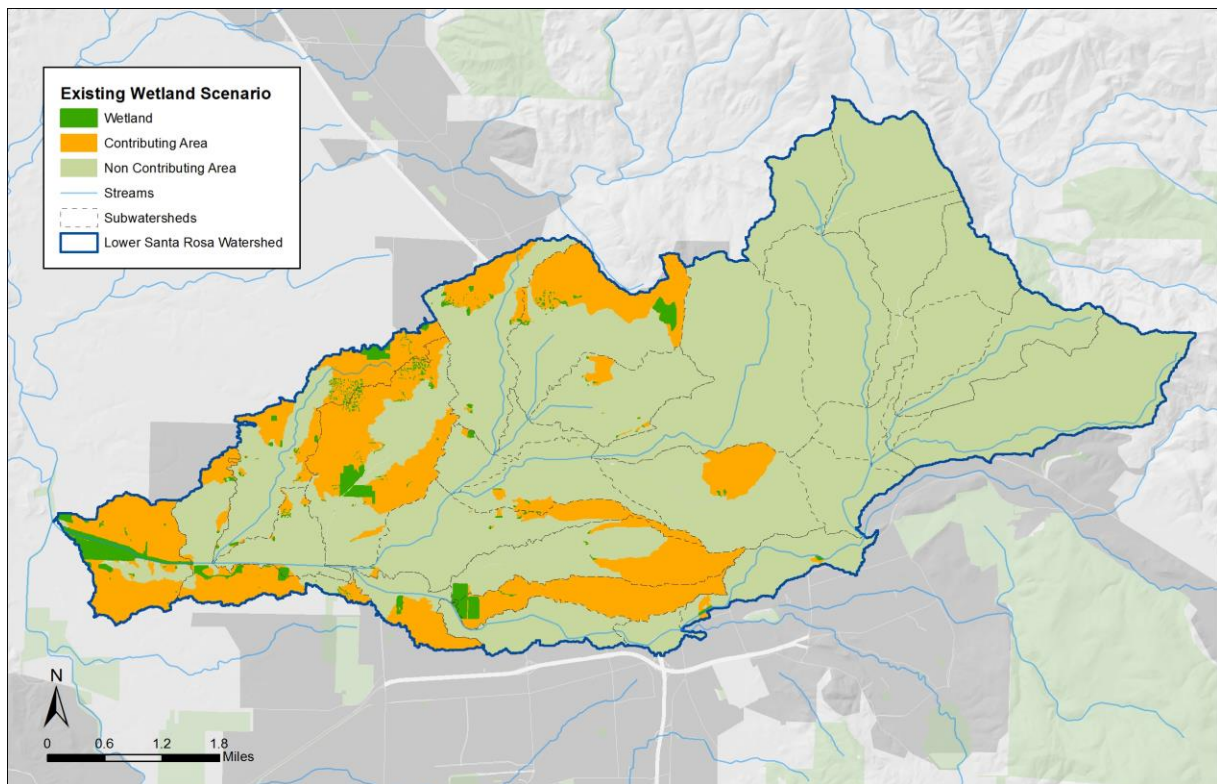 Existing Wetland Scenario
Wetland
Contributing Area
Non Contributing Area
Streams
Subwatersheds
Lower Santa Rosa Watershed
N
0 0.6 1.2 1.8
Miles